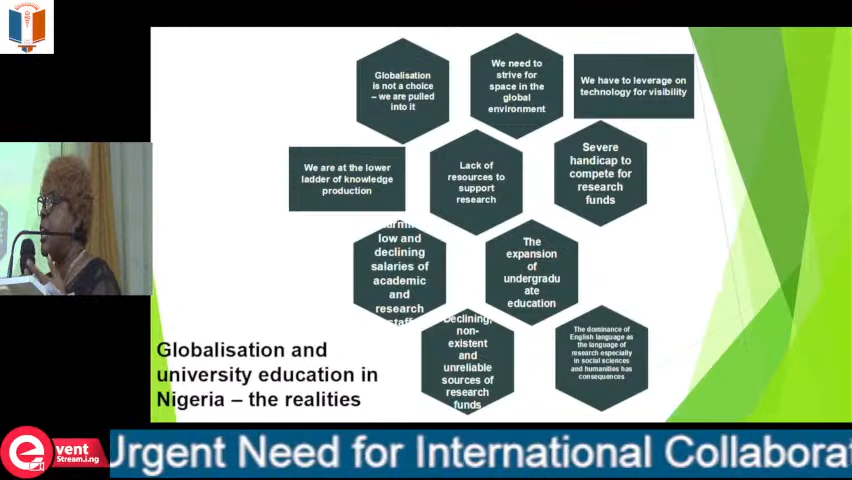 Globalisation
is not a choice
– we are pulled
into it
We need to
strive for
space in the
global
environment
We have to leverage on
technology for visibility
We are at the lower
ladder of knowledge
production
Lack of
resources to
support
research
Severe
handicap to
compete for
research
funds
low and
declining
salaries of
academic
and
research
staff
The
expansion
of
undergradu
ate
education
Declining,
non-
existent
and
unreliable
sources of
research
funds
The dominance of
English language as
the language of
research especially
in social sciences
and humanities has
consequences
Globalisation and
university education in
Nigeria – the realities
event
Stream.i.ng
Urgent Need for International Collaborat